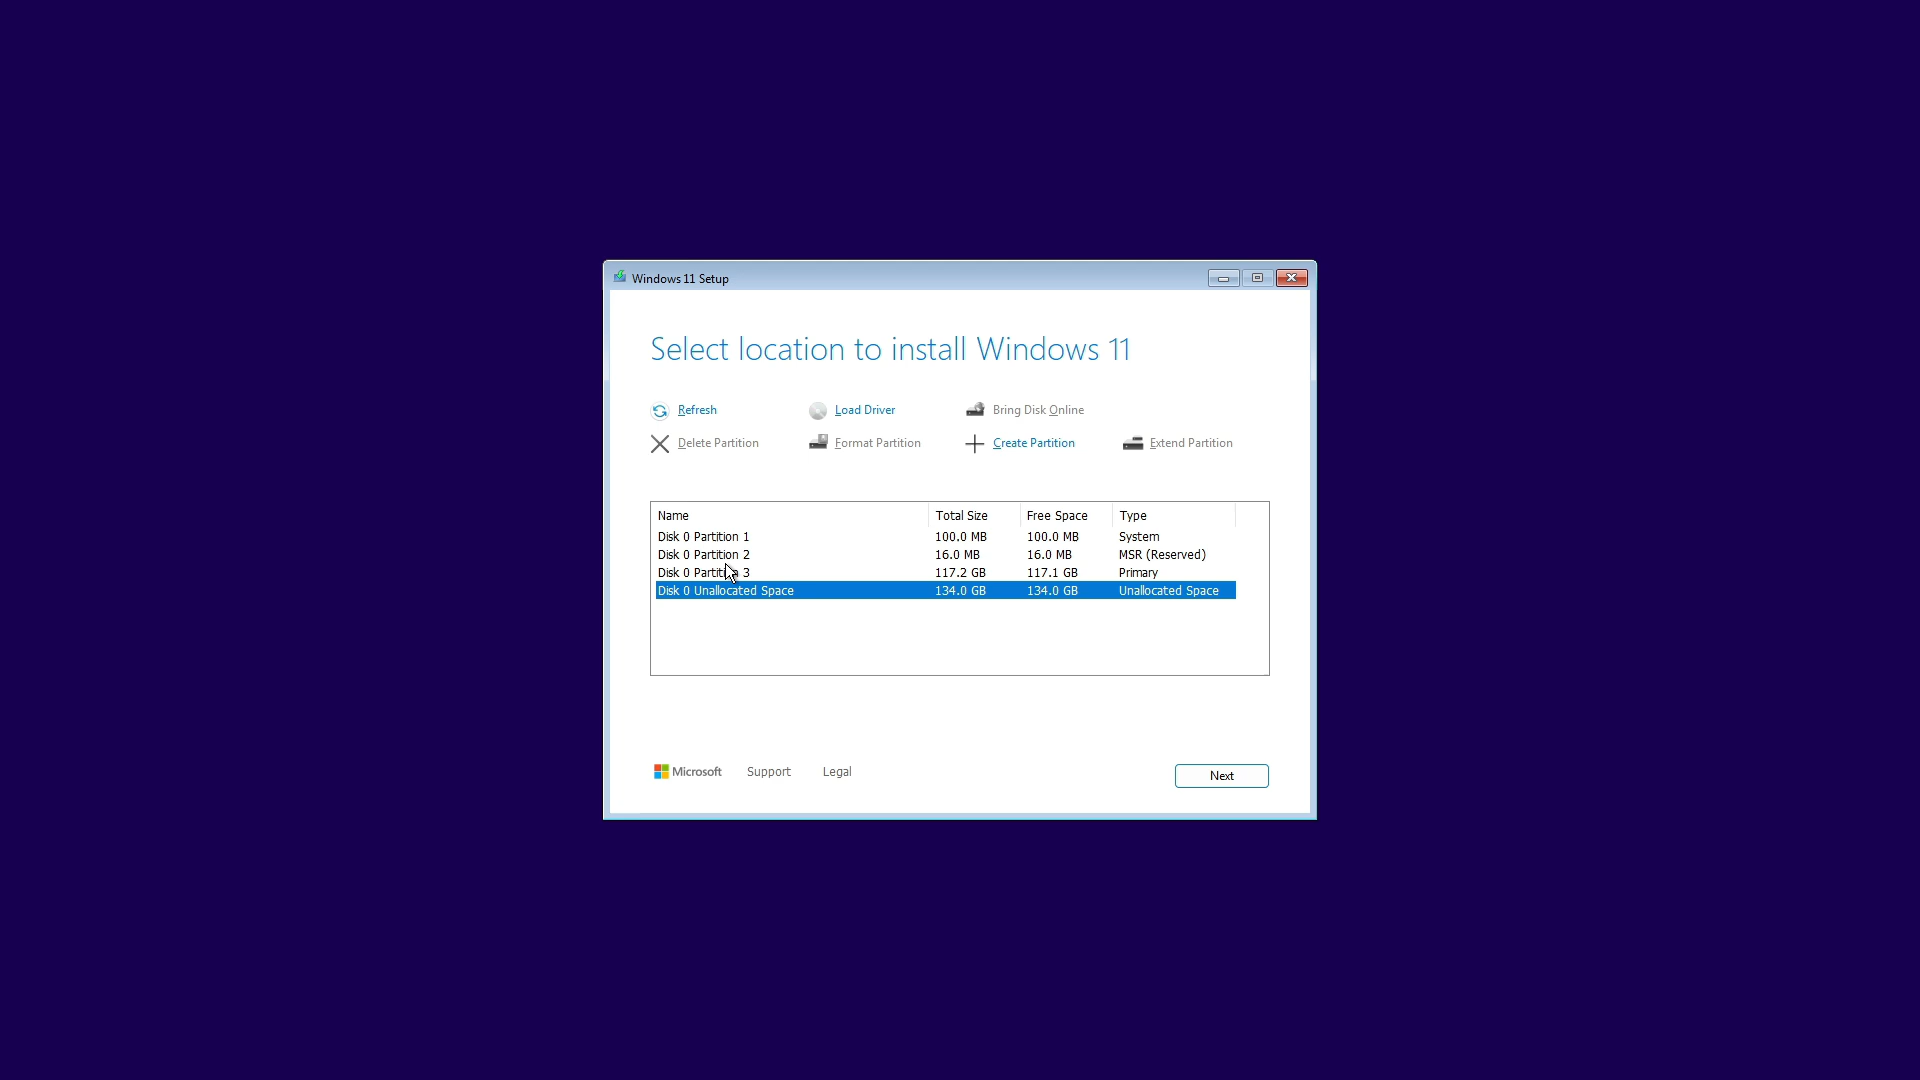 Windows 11 Setup
Select location to install Windows 11
Refresh Load Driver Bring Disk Online
Delete Partition Format Partition Create Partition Extend Partition
Name Total Size Free Space Type
Disk 0 Partition 1 100.0 MB 100.0 MB System
Disk 0 Partition 2 16.0 MB 16.0 MB MSR (Reserved)
Disk 0 Partition 3 117.2 GB 117.1 GB Primary
Disk 0 Unallocated Space 134.0 GB 134.0 GB Unallocated Space
Microsoft Support Legal Next